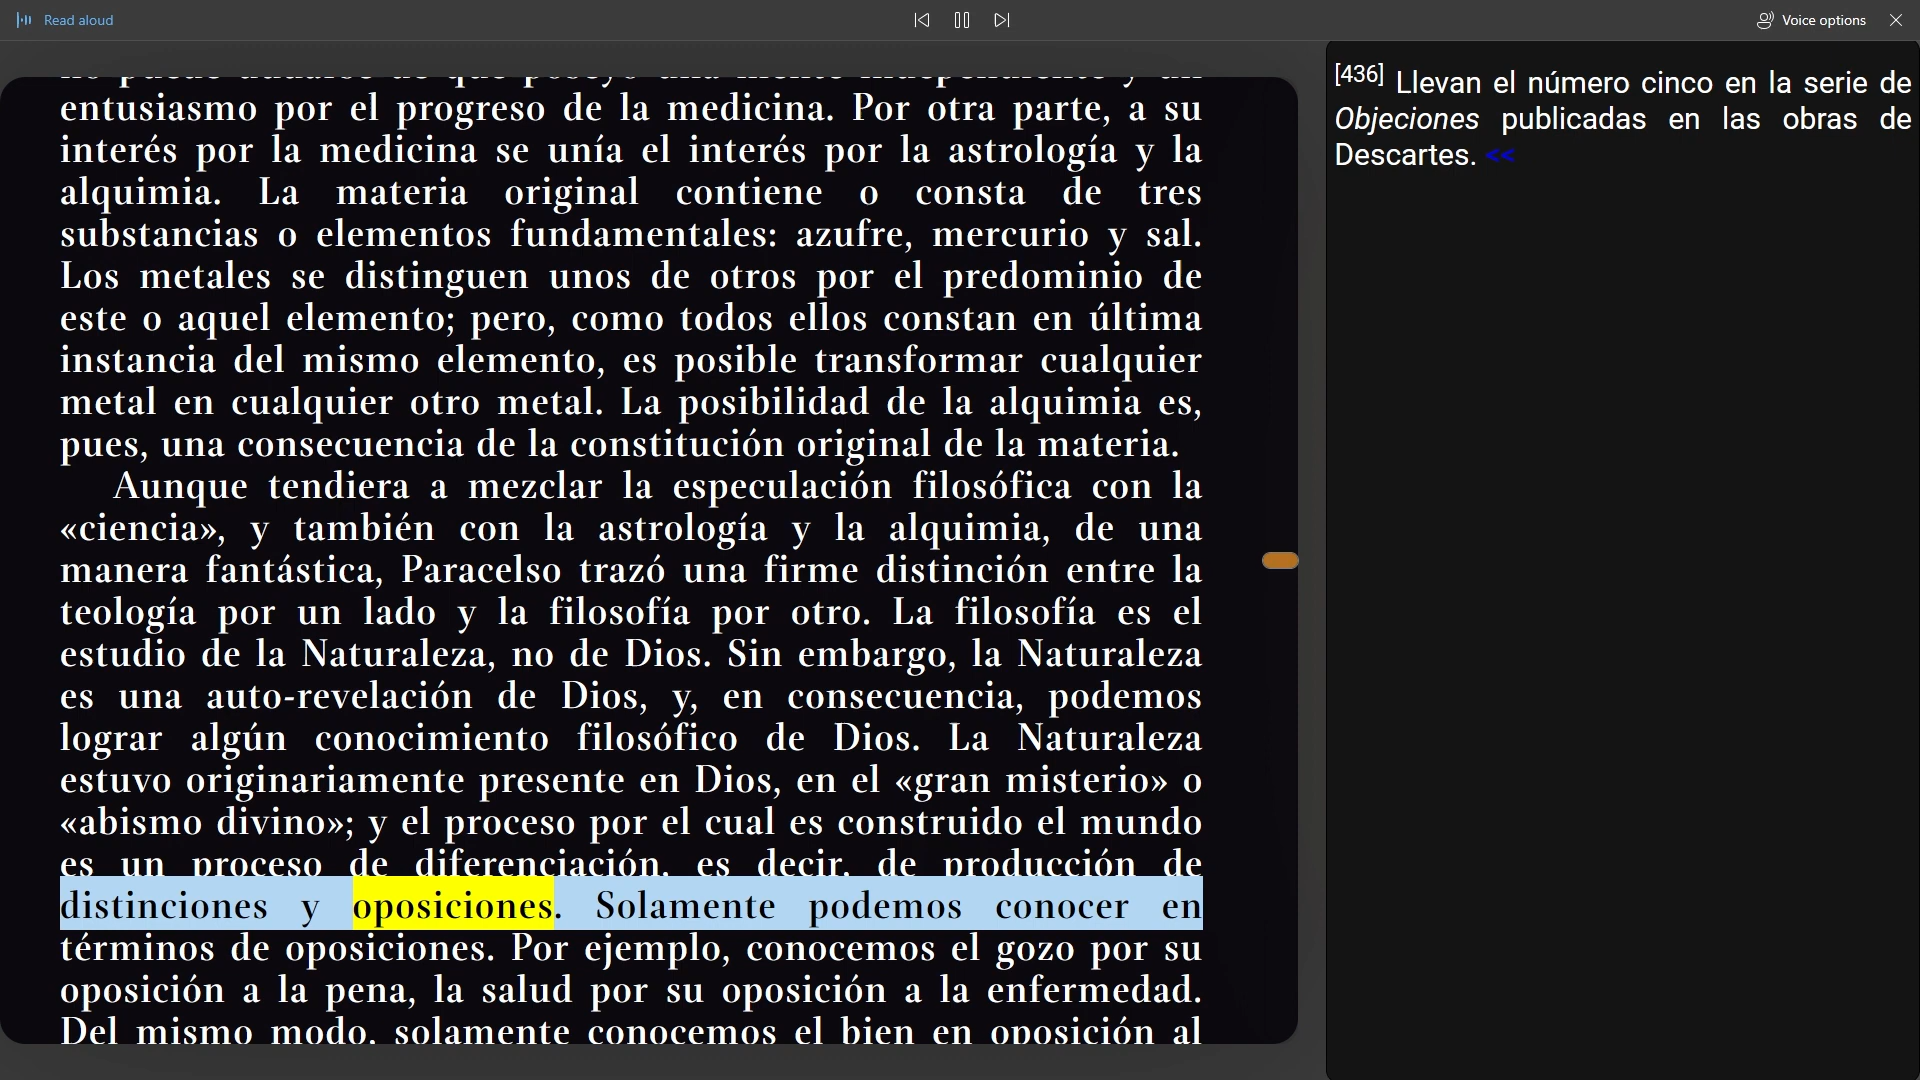 Read aloud
Voice options
entusiasmo por el progreso de la medicina. Por otra parte, a su
interés por la medicina se unía el interés por la astrología y la
alquimia. La materia original contiene o consta de tres
substancias o elementos fundamentales: azufre, mercurio y sal.
Los metales se distinguen unos de otros por el predominio de
este o aquel elemento; pero, como todos ellos constan en última
instancia del mismo elemento, es posible transformar cualquier
metal en cualquier otro metal. La posibilidad de la alquimia es,
pues, una consecuencia de la constitución original de la materia.
Aunque tendiera a mezclar la especulación filosófica con la
«ciencia», y también con la astrología y la alquimia, de una
manera fantástica, Paracelso trazó una firme distinción entre la
teología por un lado y la filosofía por otro. La filosofía es el
estudio de la Naturaleza, no de Dios. Sin embargo, la Naturaleza
es una auto-revelación de Dios, y, en consecuencia, podemos
lograr algún conocimiento filosófico de Dios. La Naturaleza
estuvo originariamente presente en Dios, en el «gran misterio» o
«abismo divino»; y el proceso por el cual es construido el mundo
es un proceso de diferenciación, es decir, de producción de
distinciones y oposiciones. Solamente podemos conocer en
términos de oposiciones. Por ejemplo, conocemos el gozo por su
oposición a la pena, la salud por su oposición a la enfermedad.
Del mismo modo, solamente conocemos el bien en oposición al
[436] Llevan el número cinco en la serie de
Objeciones publicadas en las obras de
Descartes. <<